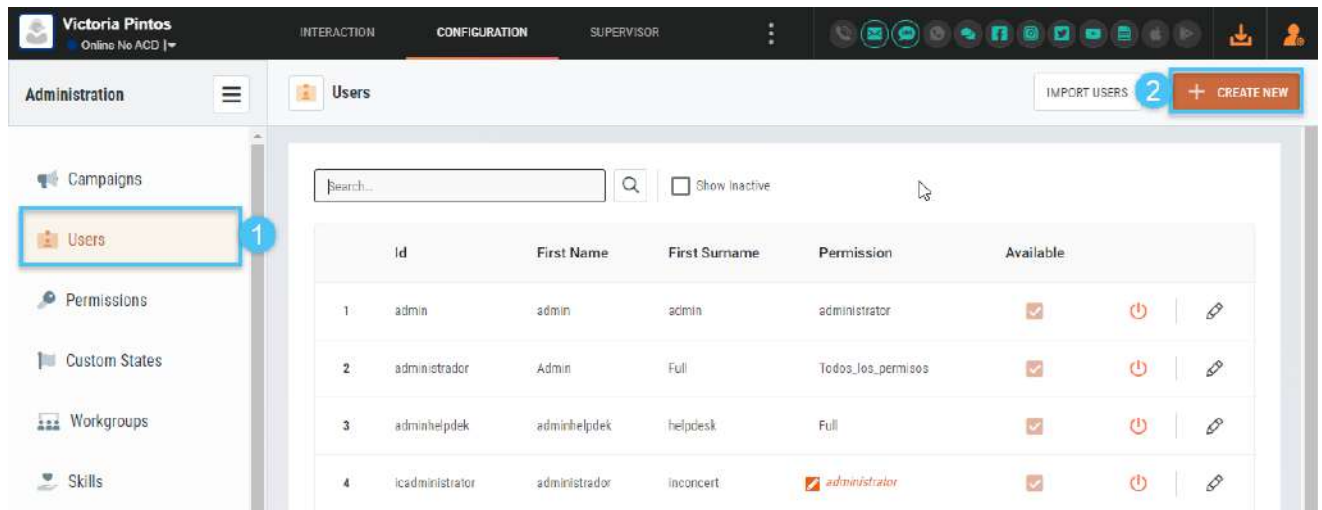 Victoria Pintos
Online No ACD
INTERACTION CONFIGURATION SUPERVISOR
Administration
Users
IMPORT USERS 2 + CREATE NEW
Campaigns
Search...
Show Inactive
Users 1
Id First Name First Surname Permission Available
Permissions
1 admin admin admin administrator
Custom States
2 administrador Admin Full Todos_los_permisos
Workgroups
3 adminhelpdek adminhelpdek helpdesk Full
Skills
4 icadministrator administrador inconcert administrator